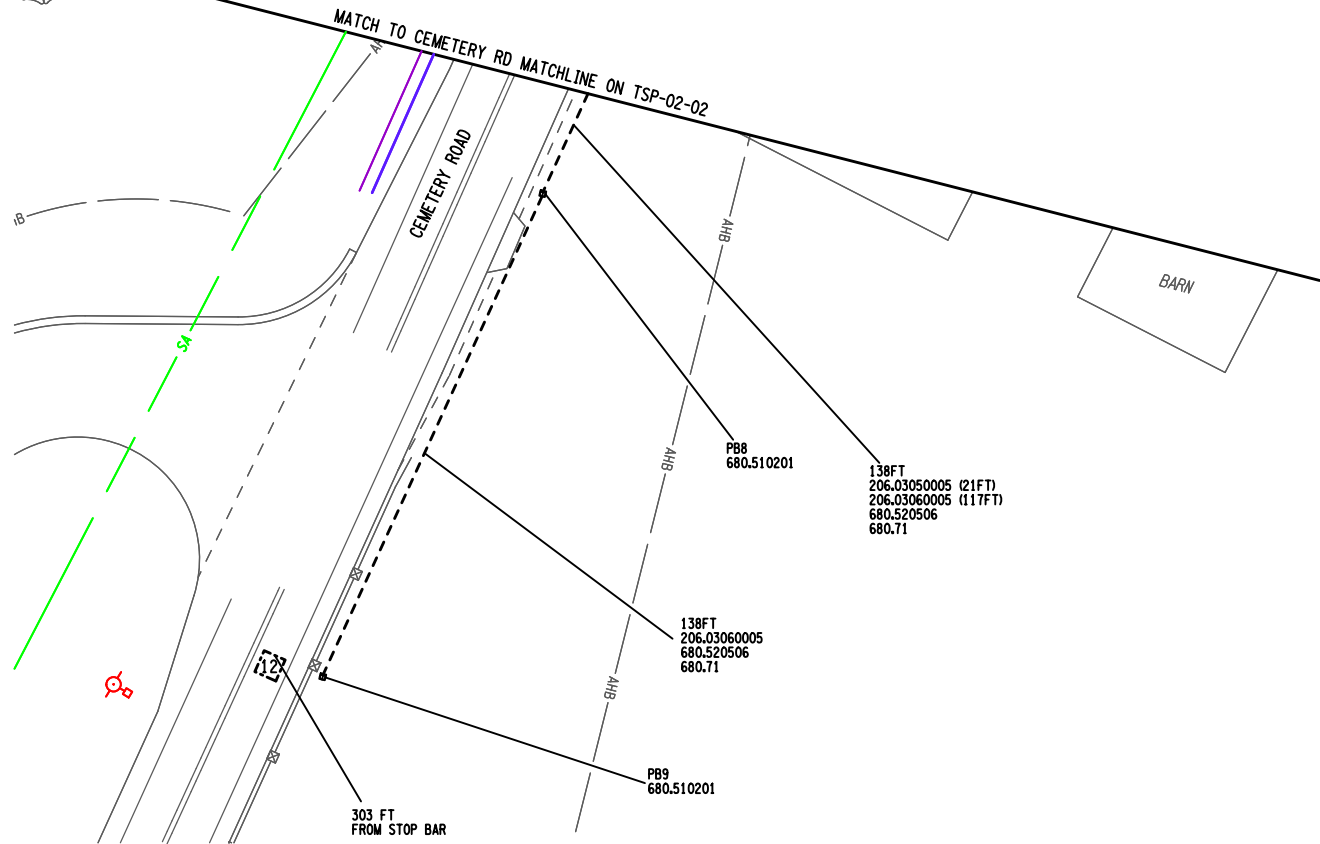 MATCH TO CEMETERY RD MATCHLINE ON TSP-02-02
CEMETERY ROAD
AHB
BARN
SA
PB8
680.510201
AHB
138FT
206.03050005 (21FT)
206.03060005 (117FT)
680.520506
680.71
138FT
206.03060005
680.520506
680.71
12
AHB
PB9
680.510201
303 FT
FROM STOP BAR